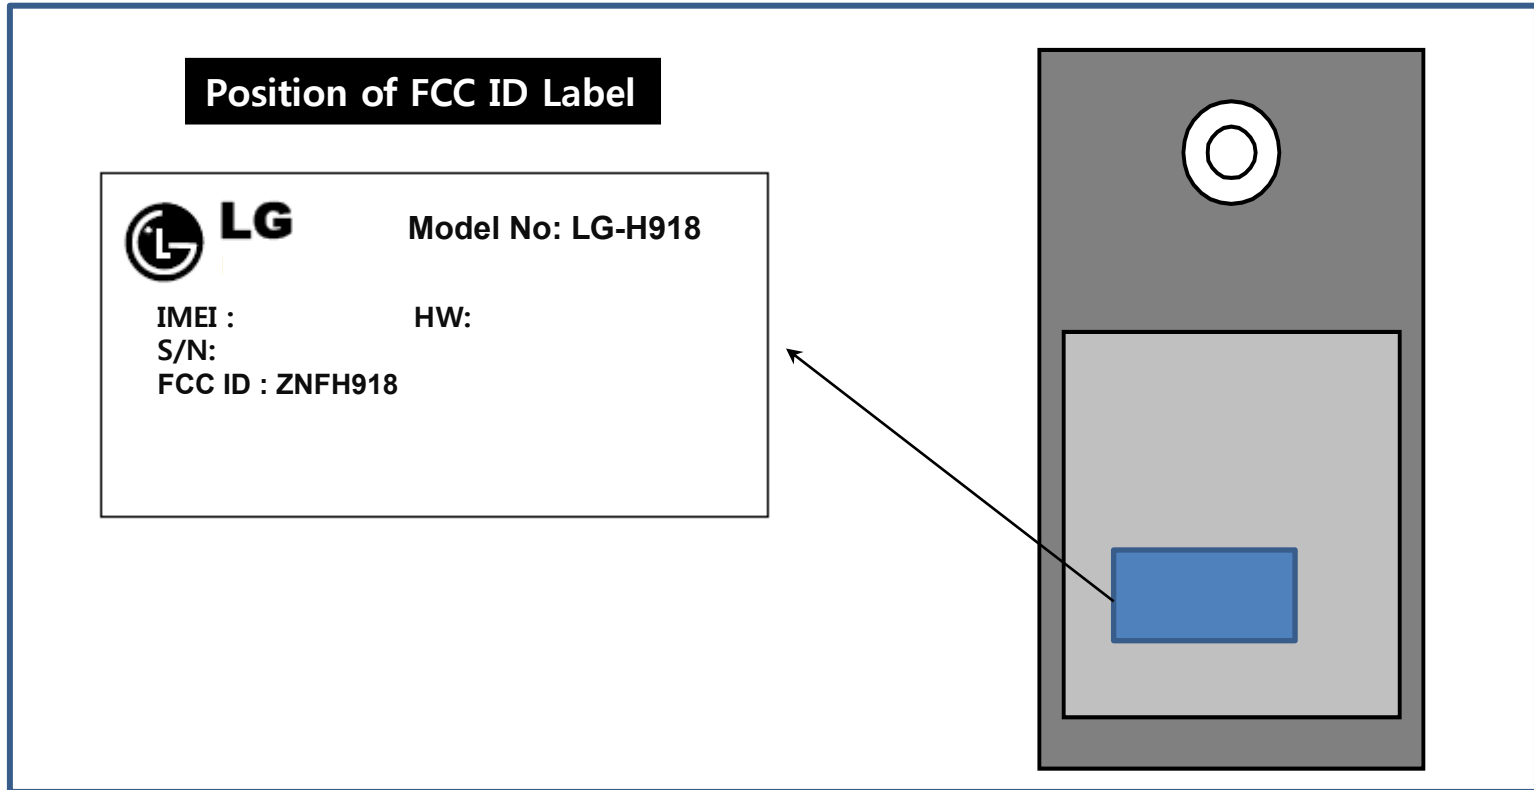 Position of FCC ID Label
LG
Model No: LG-H918
IMEI :
HW:
S/N:
FCC ID : ZNFH918